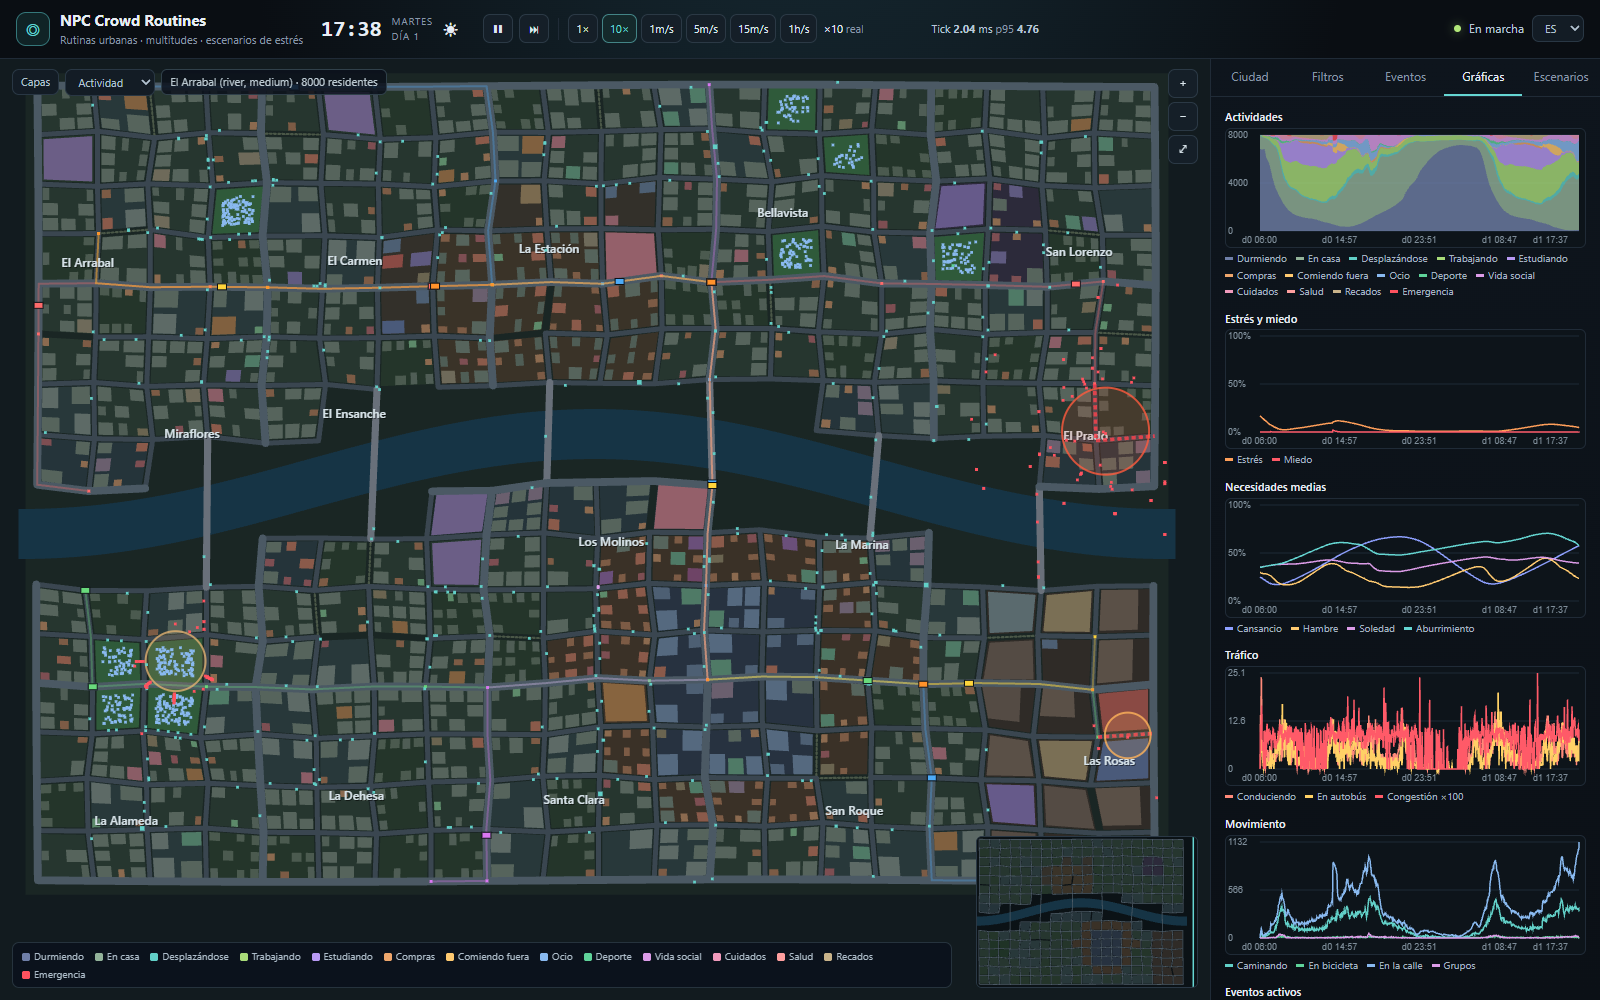 NPC Crowd Routines
Rutinas urbanas · multitudes · escenarios de estrés
17:38
MARTES
DÍA 1
1×
10×
1m/s
5m/s
15m/s
1h/s
×10 real
Tick 2.04 ms p95 4.76
En marcha
ES
Capas
Actividad
El Arrabal (river, medium) · 8000 residentes
+
−
Ciudad
Filtros
Eventos
Gráficas
Escenarios
El Arrabal
El Carmen
La Estación
Bellavista
San Lorenzo
Miraflores
El Ensanche
El Prado
Los Molinos
La Marina
Las Rosas
La Alameda
La Dehesa
Santa Clara
San Roque
Durmiendo
En casa
Desplazándose
Trabajando
Estudiando
Compras
Comiendo fuera
Ocio
Deporte
Vida social
Cuidados
Salud
Recados
Emergencia
Actividades
8000
4000
0
d0 06:00 d0 14:57 d0 23:51 d1 08:47 d1 17:37
Durmiendo En casa Desplazándose Trabajando Estudiando
Compras Comiendo fuera Ocio Deporte Vida social
Cuidados Salud Recados Emergencia
Estrés y miedo
100%
50%
0%
d0 06:00 d0 14:57 d0 23:51 d1 08:47 d1 17:37
Estrés Miedo
Necesidades medias
100%
50%
0%
d0 06:00 d0 14:57 d0 23:51 d1 08:47 d1 17:37
Cansancio Hambre Soledad Aburrimiento
Tráfico
25.1
12.6
0
d0 06:00 d0 14:57 d0 23:51 d1 08:47 d1 17:37
Conduciendo En autobús Congestión ×100
Movimiento
1132
566
0
d0 06:00 d0 14:57 d0 23:51 d1 08:47 d1 17:37
Caminando En bicicleta En la calle Grupos
Eventos activos